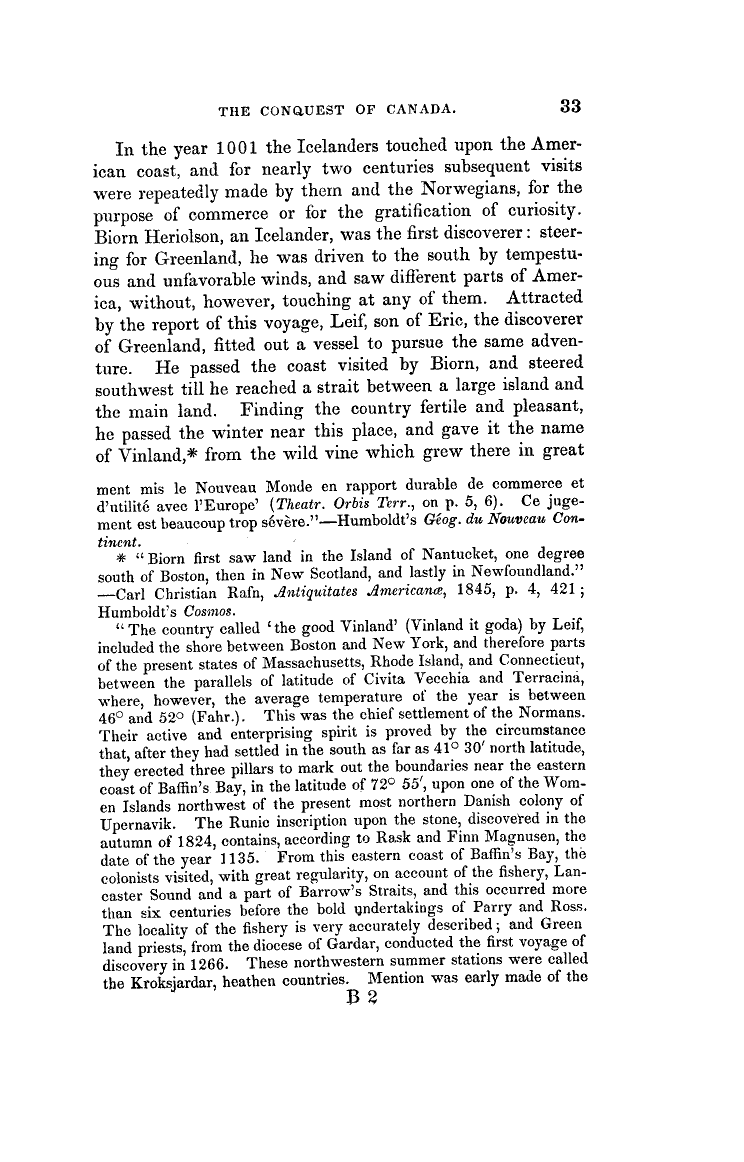 THE CONQUEST OF CANADA. 33
In the year 1001 the Icelanders touched upon the Amer-
ican coast, and for nearly two centuries subsequent visits
were repeatedly made by them and the Norwegians, for the
purpose of commerce or for the gratification of curiosity.
Biorn Heriolson, an Icelander, was the first discoverer: steer-
ing for Greenland, he was driven to the south by tempestu-
ous and unfavorable winds, and saw different parts of Amer-
ica, without, however, touching at any of them. Attracted
by the report of this voyage, Leif, son of Eric, the discoverer
of Greenland, fitted out a vessel to pursue the same adven-
ture. He passed the coast visited by Biorn, and steered
southwest till he reached a strait between a large island and
the main land. Finding the country fertile and pleasant,
he passed the winter near this place, and gave it the name
of Vinland,* from the wild vine which grew there in great
ment mis le Nouveau Monde en rapport durable de commerce et
d'utilité avec l'Europe' (Theatr. Orbis Terr., on p. 5, 6). Ce juge-
ment est beaucoup trop sévère."—Humboldt's Géog. du Nouveau Con-
tinent.
* "Biorn first saw land in the Island of Nantucket, one degree
south of Boston, then in New Scotland, and lastly in Newfoundland."
—Carl Christian Rafn, Antiquitates Americanæ, 1845, p. 4, 421;
Humboldt's Cosmos.
"The country called 'the good Vinland' (Vinland it goda) by Leif,
included the shore between Boston and New York, and therefore parts
of the present states of Massachusetts, Rhode Island, and Connecticut,
between the parallels of latitude of Civita Vecchia and Terracina,
where, however, the average temperature of the year is between
46° and 52° (Fahr.). This was the chief settlement of the Normans.
Their active and enterprising spirit is proved by the circumstance
that, after they had settled in the south as far as 41° 30′ north latitude,
they erected three pillars to mark out the boundaries near the eastern
coast of Baffin's Bay, in the latitude of 72° 55′, upon one of the Wom-
en Islands northwest of the present most northern Danish colony of
Upernavik. The Runic inscription upon the stone, discovered in the
autumn of 1824, contains, according to Rask and Finn Magnusen, the
date of the year 1135. From this eastern coast of Baffin's Bay, the
colonists visited, with great regularity, on account of the fishery, Lan-
caster Sound and a part of Barrow's Straits, and this occurred more
than six centuries before the bold undertakings of Parry and Ross.
The locality of the fishery is very accurately described; and Green
land priests, from the diocese of Gardar, conducted the first voyage of
discovery in 1266. These northwestern summer stations were called
the Kroksjardar, heathen countries. Mention was early made of the
B 2